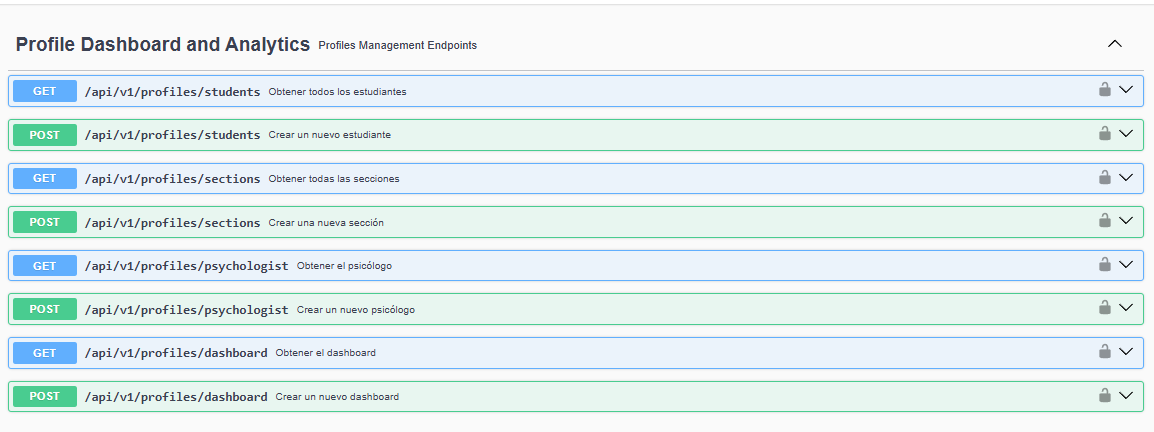 Profile Dashboard and Analytics Profiles Management Endpoints
GET /api/v1/profiles/students Obtener todos los estudiantes
POST /api/v1/profiles/students Crear un nuevo estudiante
GET /api/v1/profiles/sections Obtener todas las secciones
POST /api/v1/profiles/sections Crear una nueva sección
GET /api/v1/profiles/psychologist Obtener el psicólogo
POST /api/v1/profiles/psychologist Crear un nuevo psicólogo
GET /api/v1/profiles/dashboard Obtener el dashboard
POST /api/v1/profiles/dashboard Crear un nuevo dashboard